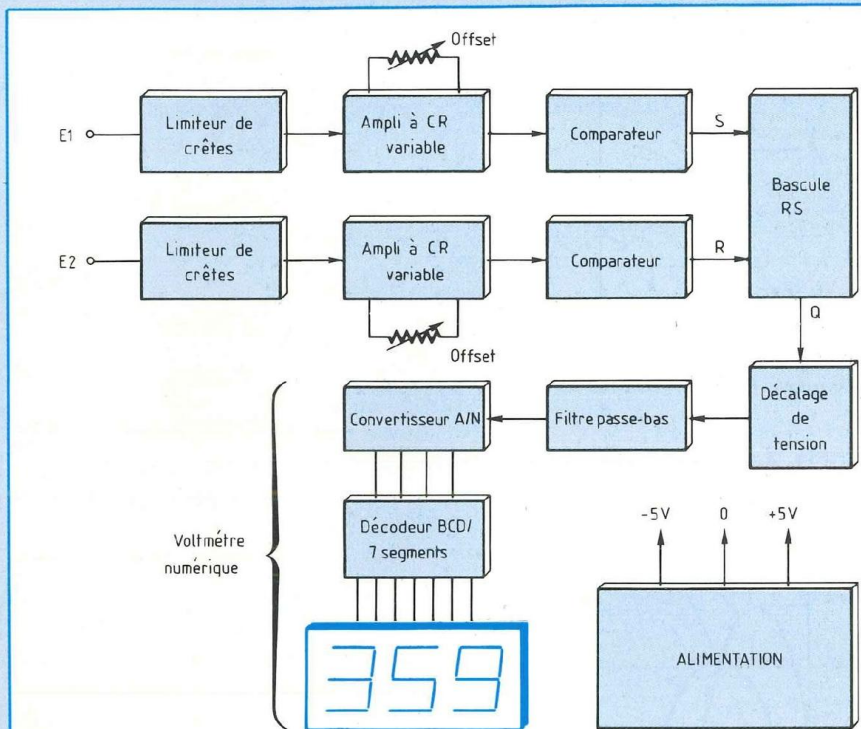 Offset
E1
Limiteur de
crêtes
Ampli à CR
variable
Comparateur
S
Bascule
RS
E2
Limiteur de
crêtes
Ampli à CR
variable
Comparateur
R
Offset
Q
Voltmétre
numérique
Convertisseur A/N
Filtre passe-bas
Décalage
de
tension
Décodeur BCD/
7 segments
359
-5V
0
+5V
ALIMENTATION